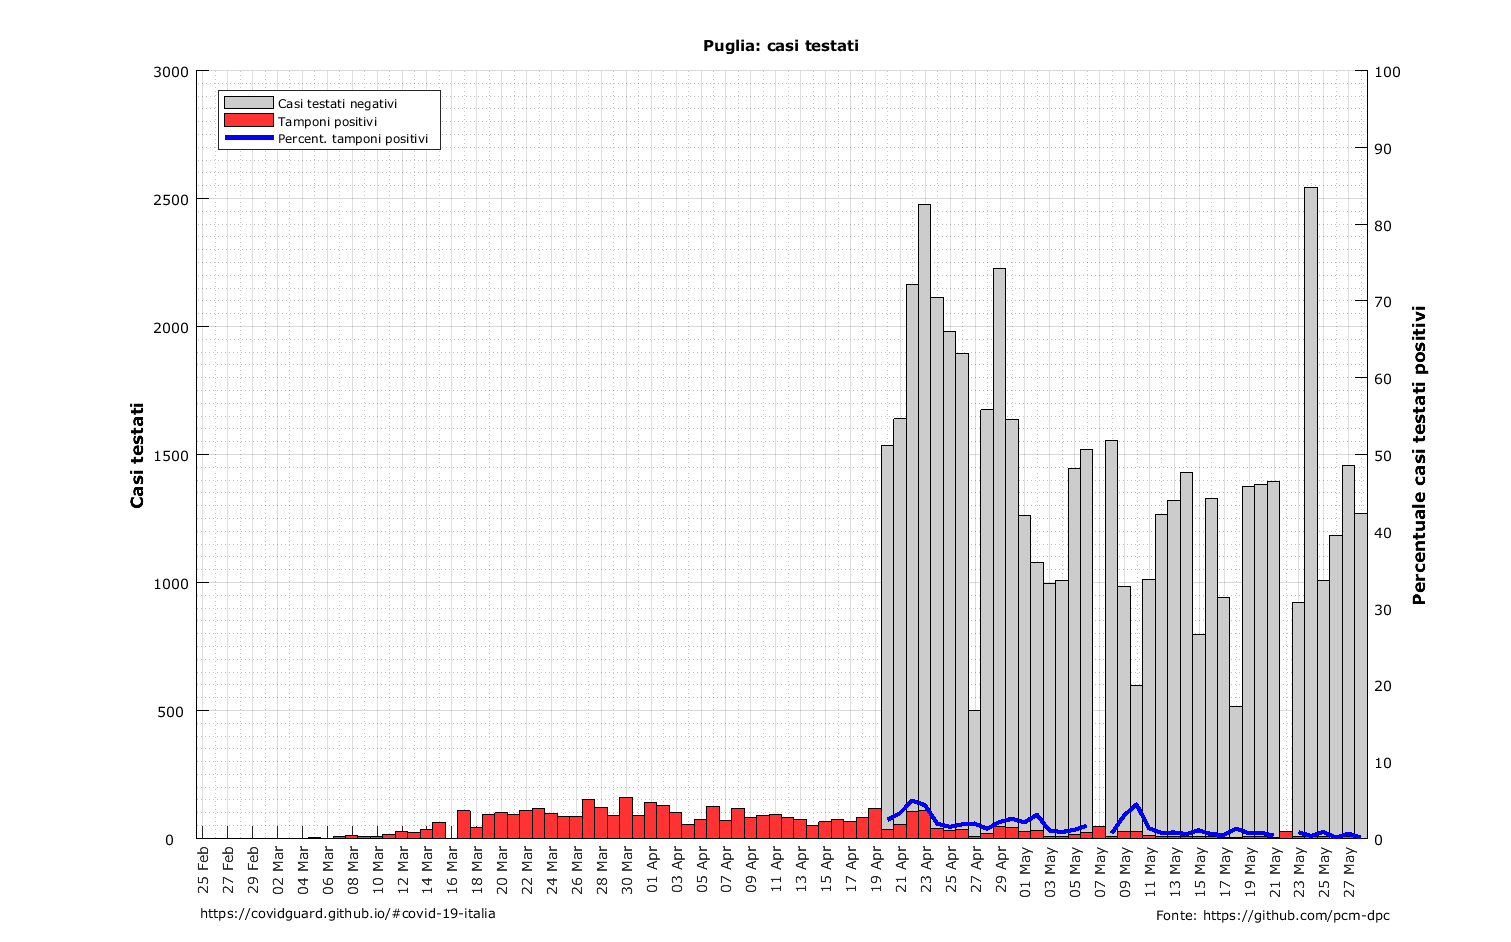 Puglia: casi testati
Casi testati negativi
Tamponi positivi
Percent. tamponi positivi
Casi testati
3000
2500
2000
1500
1000
500
0
Percentuale casi testati positivi
100
90
80
70
60
50
40
30
20
10
0
25 Feb
27 Feb
29 Feb
02 Mar
04 Mar
06 Mar
08 Mar
10 Mar
12 Mar
14 Mar
16 Mar
18 Mar
20 Mar
22 Mar
24 Mar
26 Mar
28 Mar
30 Mar
01 Apr
03 Apr
05 Apr
07 Apr
09 Apr
11 Apr
13 Apr
15 Apr
17 Apr
19 Apr
21 Apr
23 Apr
25 Apr
27 Apr
29 Apr
01 May
03 May
05 May
07 May
09 May
11 May
13 May
15 May
17 May
19 May
21 May
23 May
25 May
27 May
https://covidguard.github.io/#covid-19-italia
Fonte: https://github.com/pcm-dpc